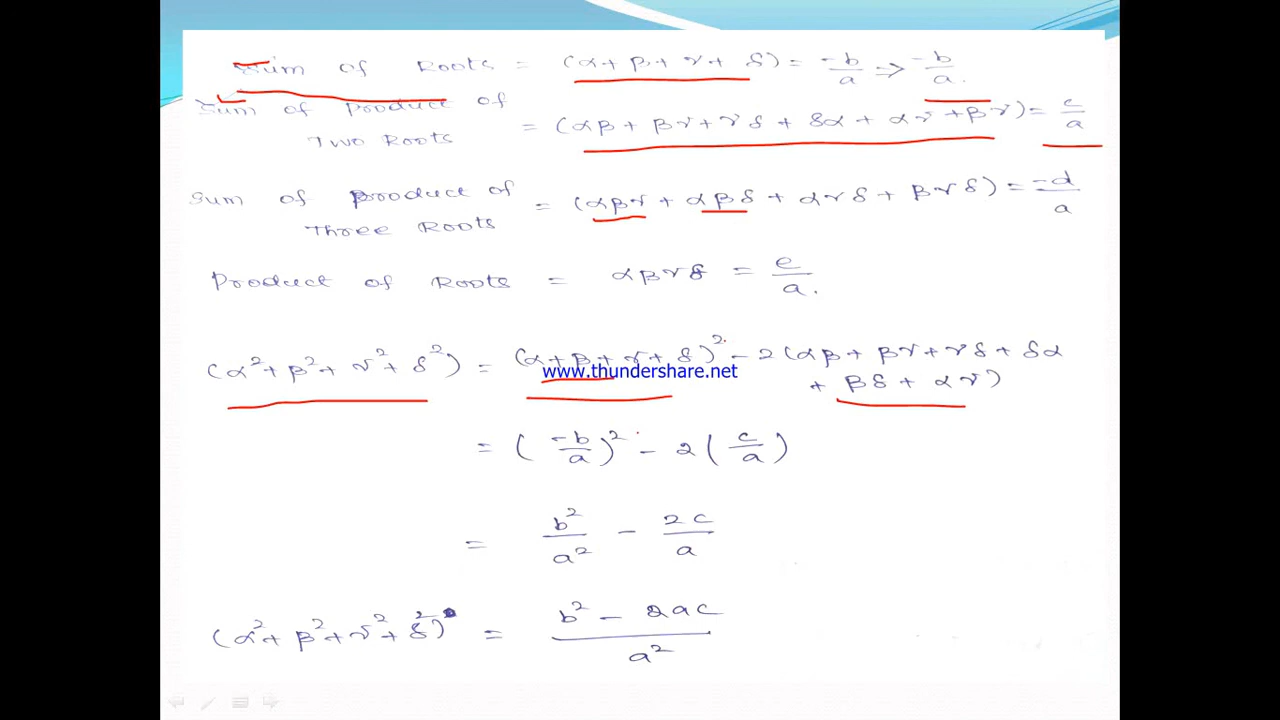 Sum of Roots = (α + β + γ + δ) = -b/a => -b/a.
Sum of product of Two Roots = (αβ + βγ + γδ + δα + αγ + βγ) = c/a
Sum of product of Three Roots = (αβγ + αβδ + αγδ + βγδ) = -d/a
Product of Roots = αβγδ = e/a.
(α² + β² + γ² + δ²) = (α + β + γ + δ)² - 2(αβ + βγ + γδ + δα
+ βδ + αγ)
www.thundershare.net
= (-b/a)² - 2(c/a)
= b²/a² - 2c/a
(α² + β² + γ² + δ²) = b² - 2ac/a²